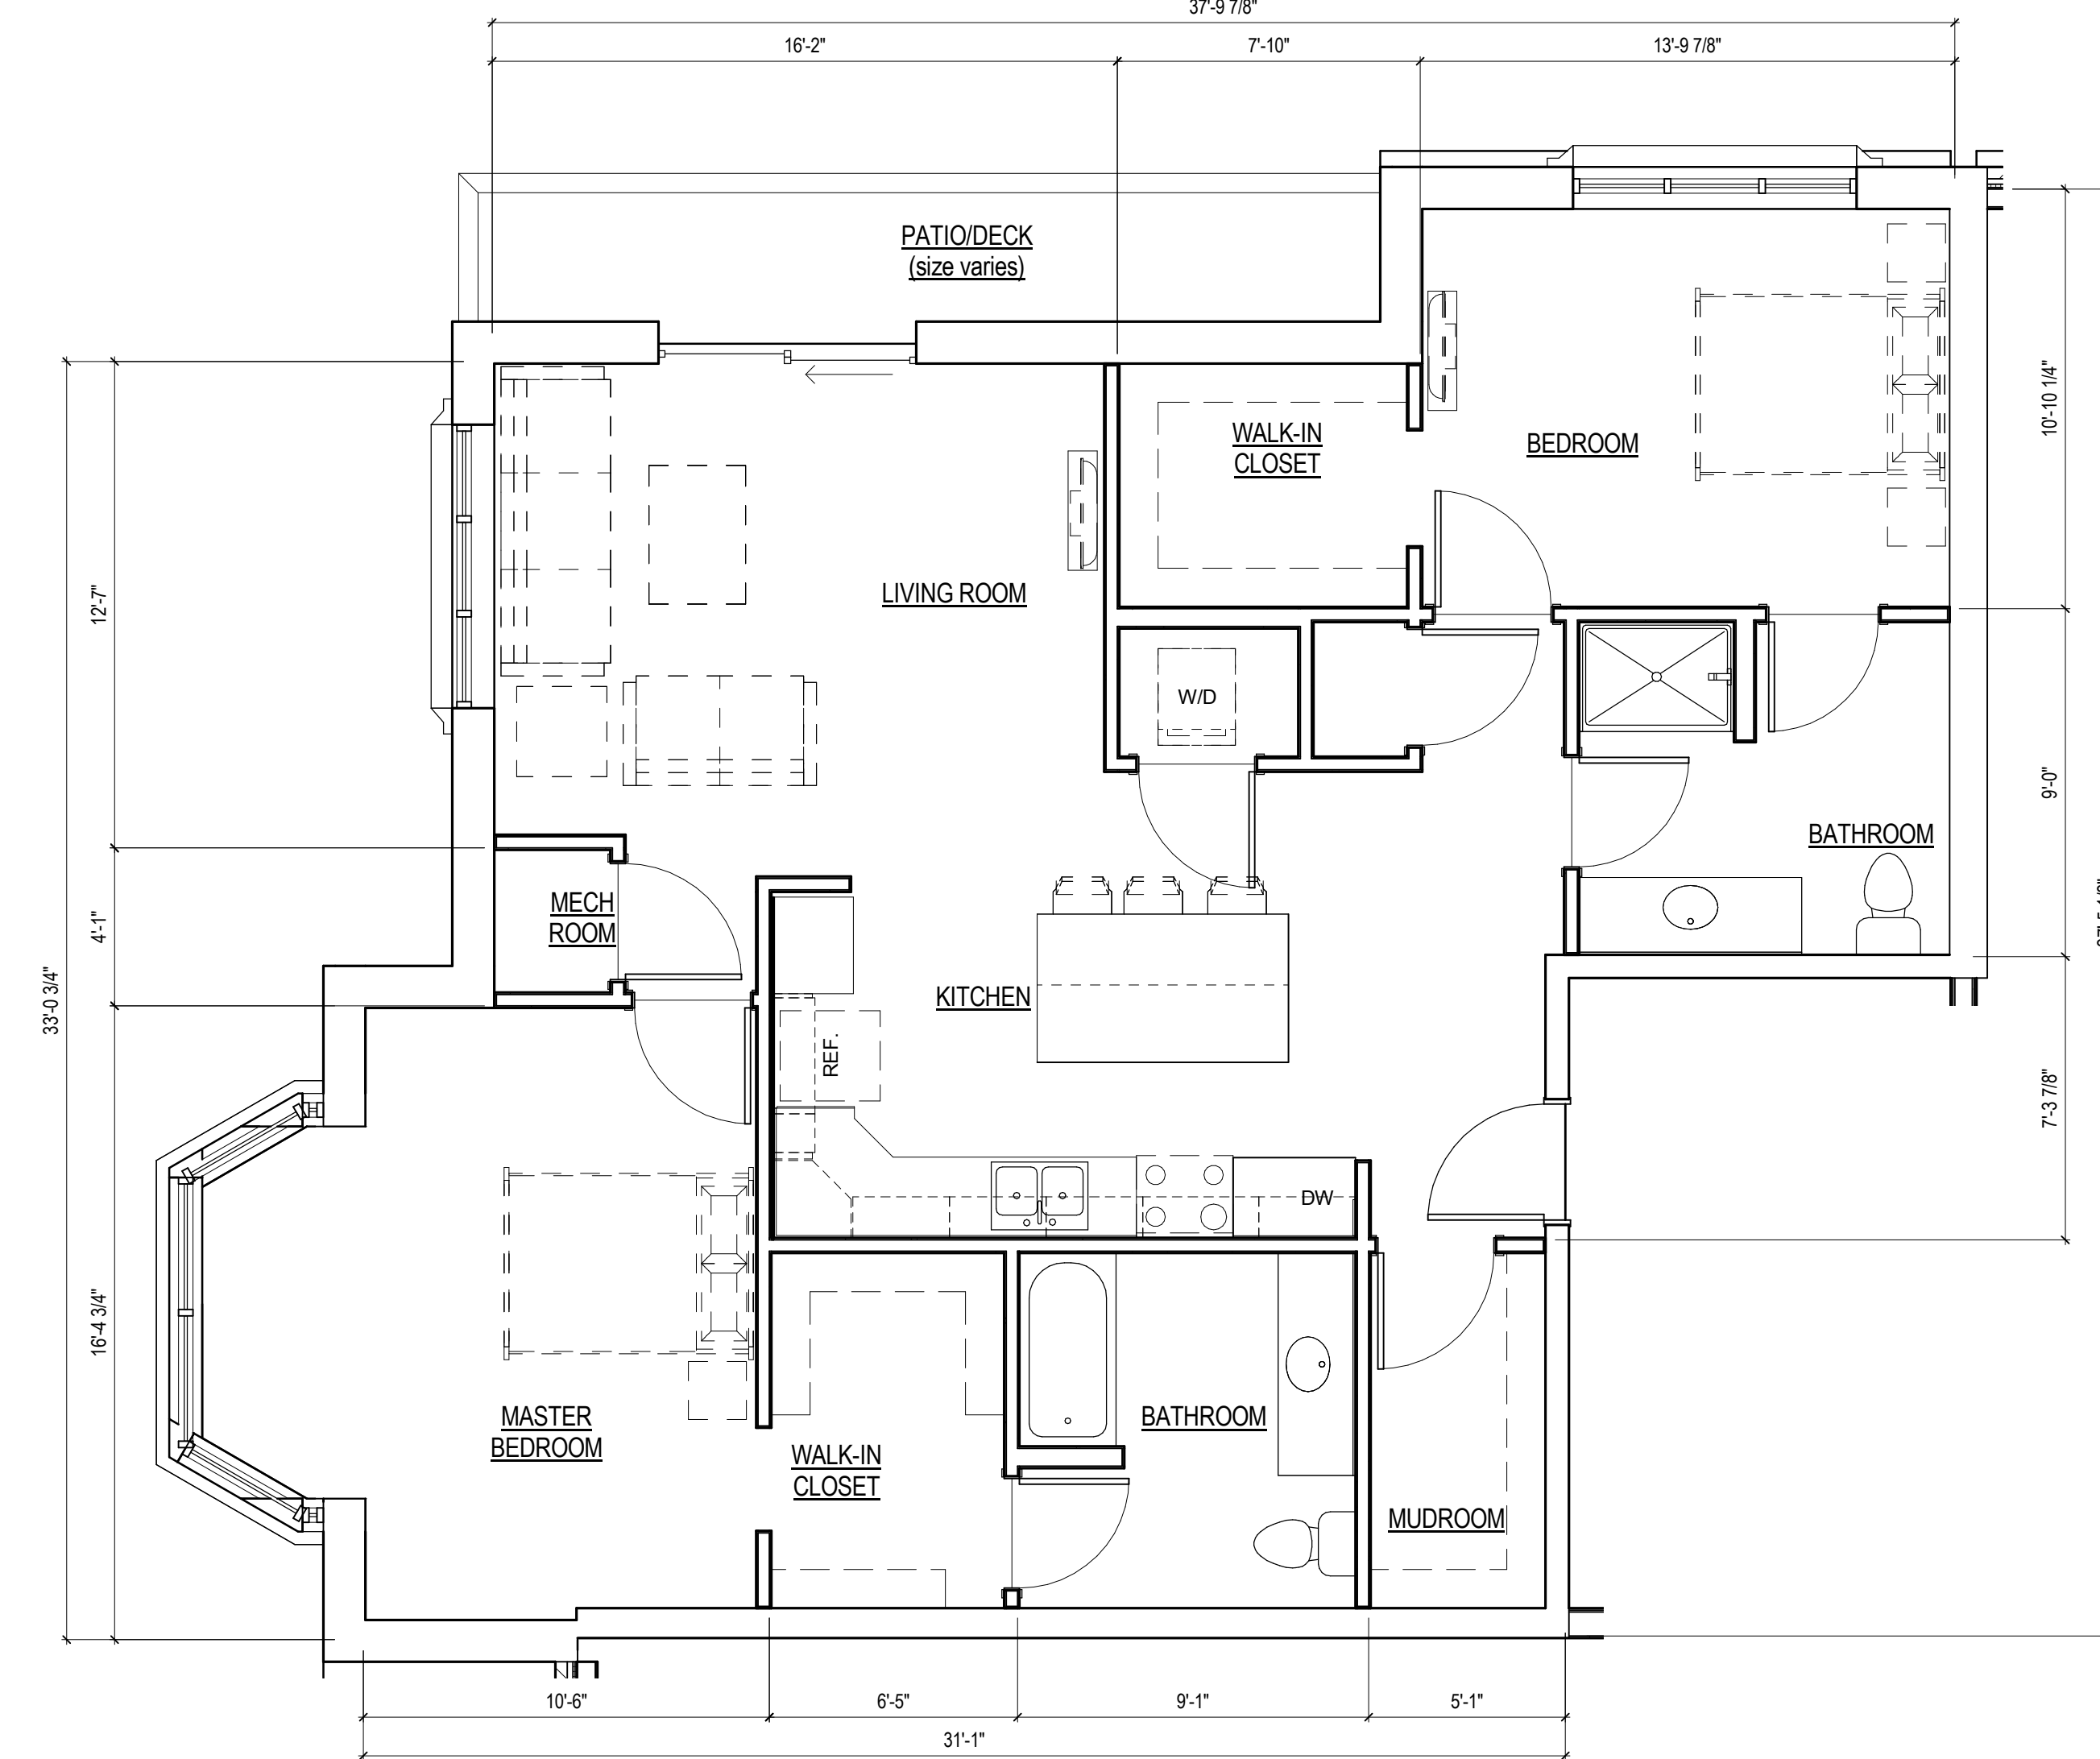 37'-9 7/8"
16'-2"
7'-10"
13'-9 7/8"
PATIO/DECK
(size varies)
WALK-IN
CLOSET
BEDROOM
10'-10 1/4"
LIVING ROOM
12'-7"
W/D
9'-0"
BATHROOM
MECH
ROOM
4'-1"
33'-0 3/4"
KITCHEN
REF.
7'-3 7/8"
DW
16'-4 3/4"
MASTER
BEDROOM
WALK-IN
CLOSET
BATHROOM
MUDROOM
10'-6"
6'-5"
9'-1"
5'-1"
31'-1"